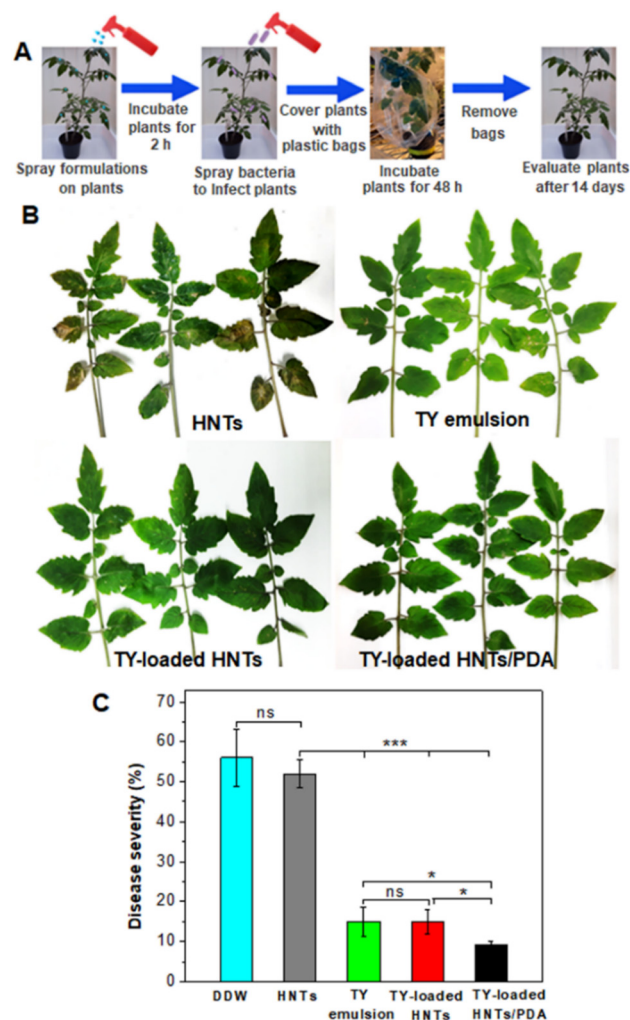 A
Incubate
plants for
2 h
Cover plants
with
plastic bags
Remove
bags
Spray formulations
on plants
Spray bacteria
to Infect plants
Incubate
plants for 48 h
Evaluate plants
after 14 days
B
HNTs
TY emulsion
TY-loaded HNTs
TY-loaded HNTs/PDA
C
Disease severity (%)
70
60
50
40
30
20
10
0
ns
***
*
ns
*
DDW
HNTs
TY
emulsion
TY-loaded
HNTs
TY-loaded
HNTs/PDA